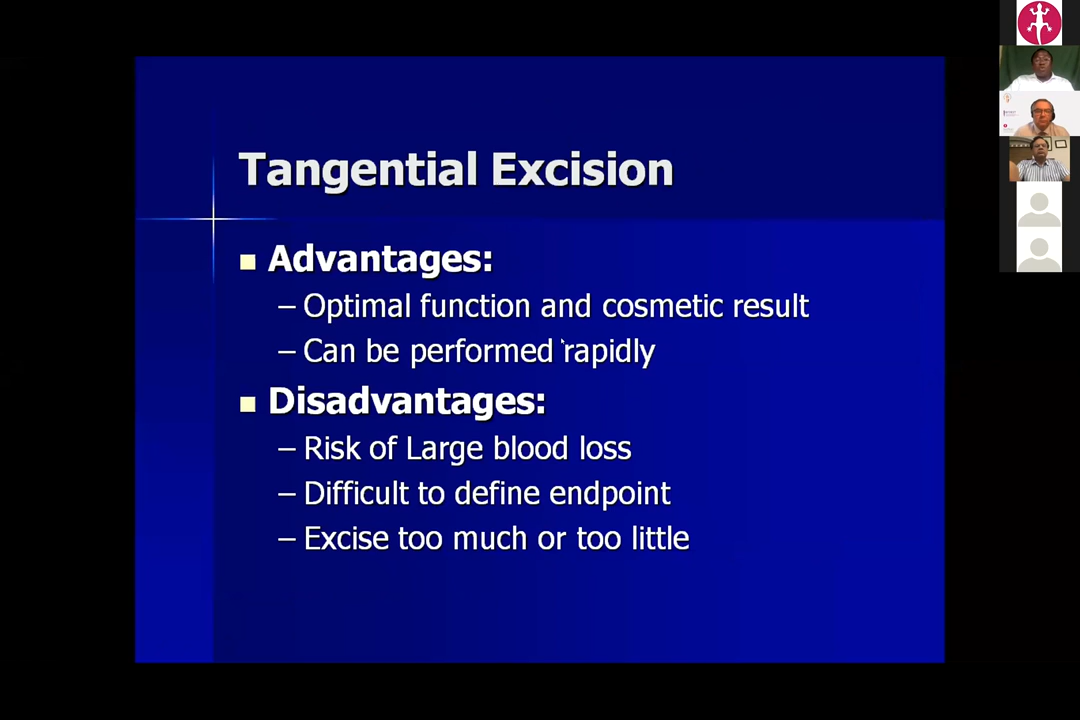 Tangential Excision
■ Advantages:
– Optimal function and cosmetic result
– Can be performed rapidly
■ Disadvantages:
– Risk of Large blood loss
– Difficult to define endpoint
– Excise too much or too little